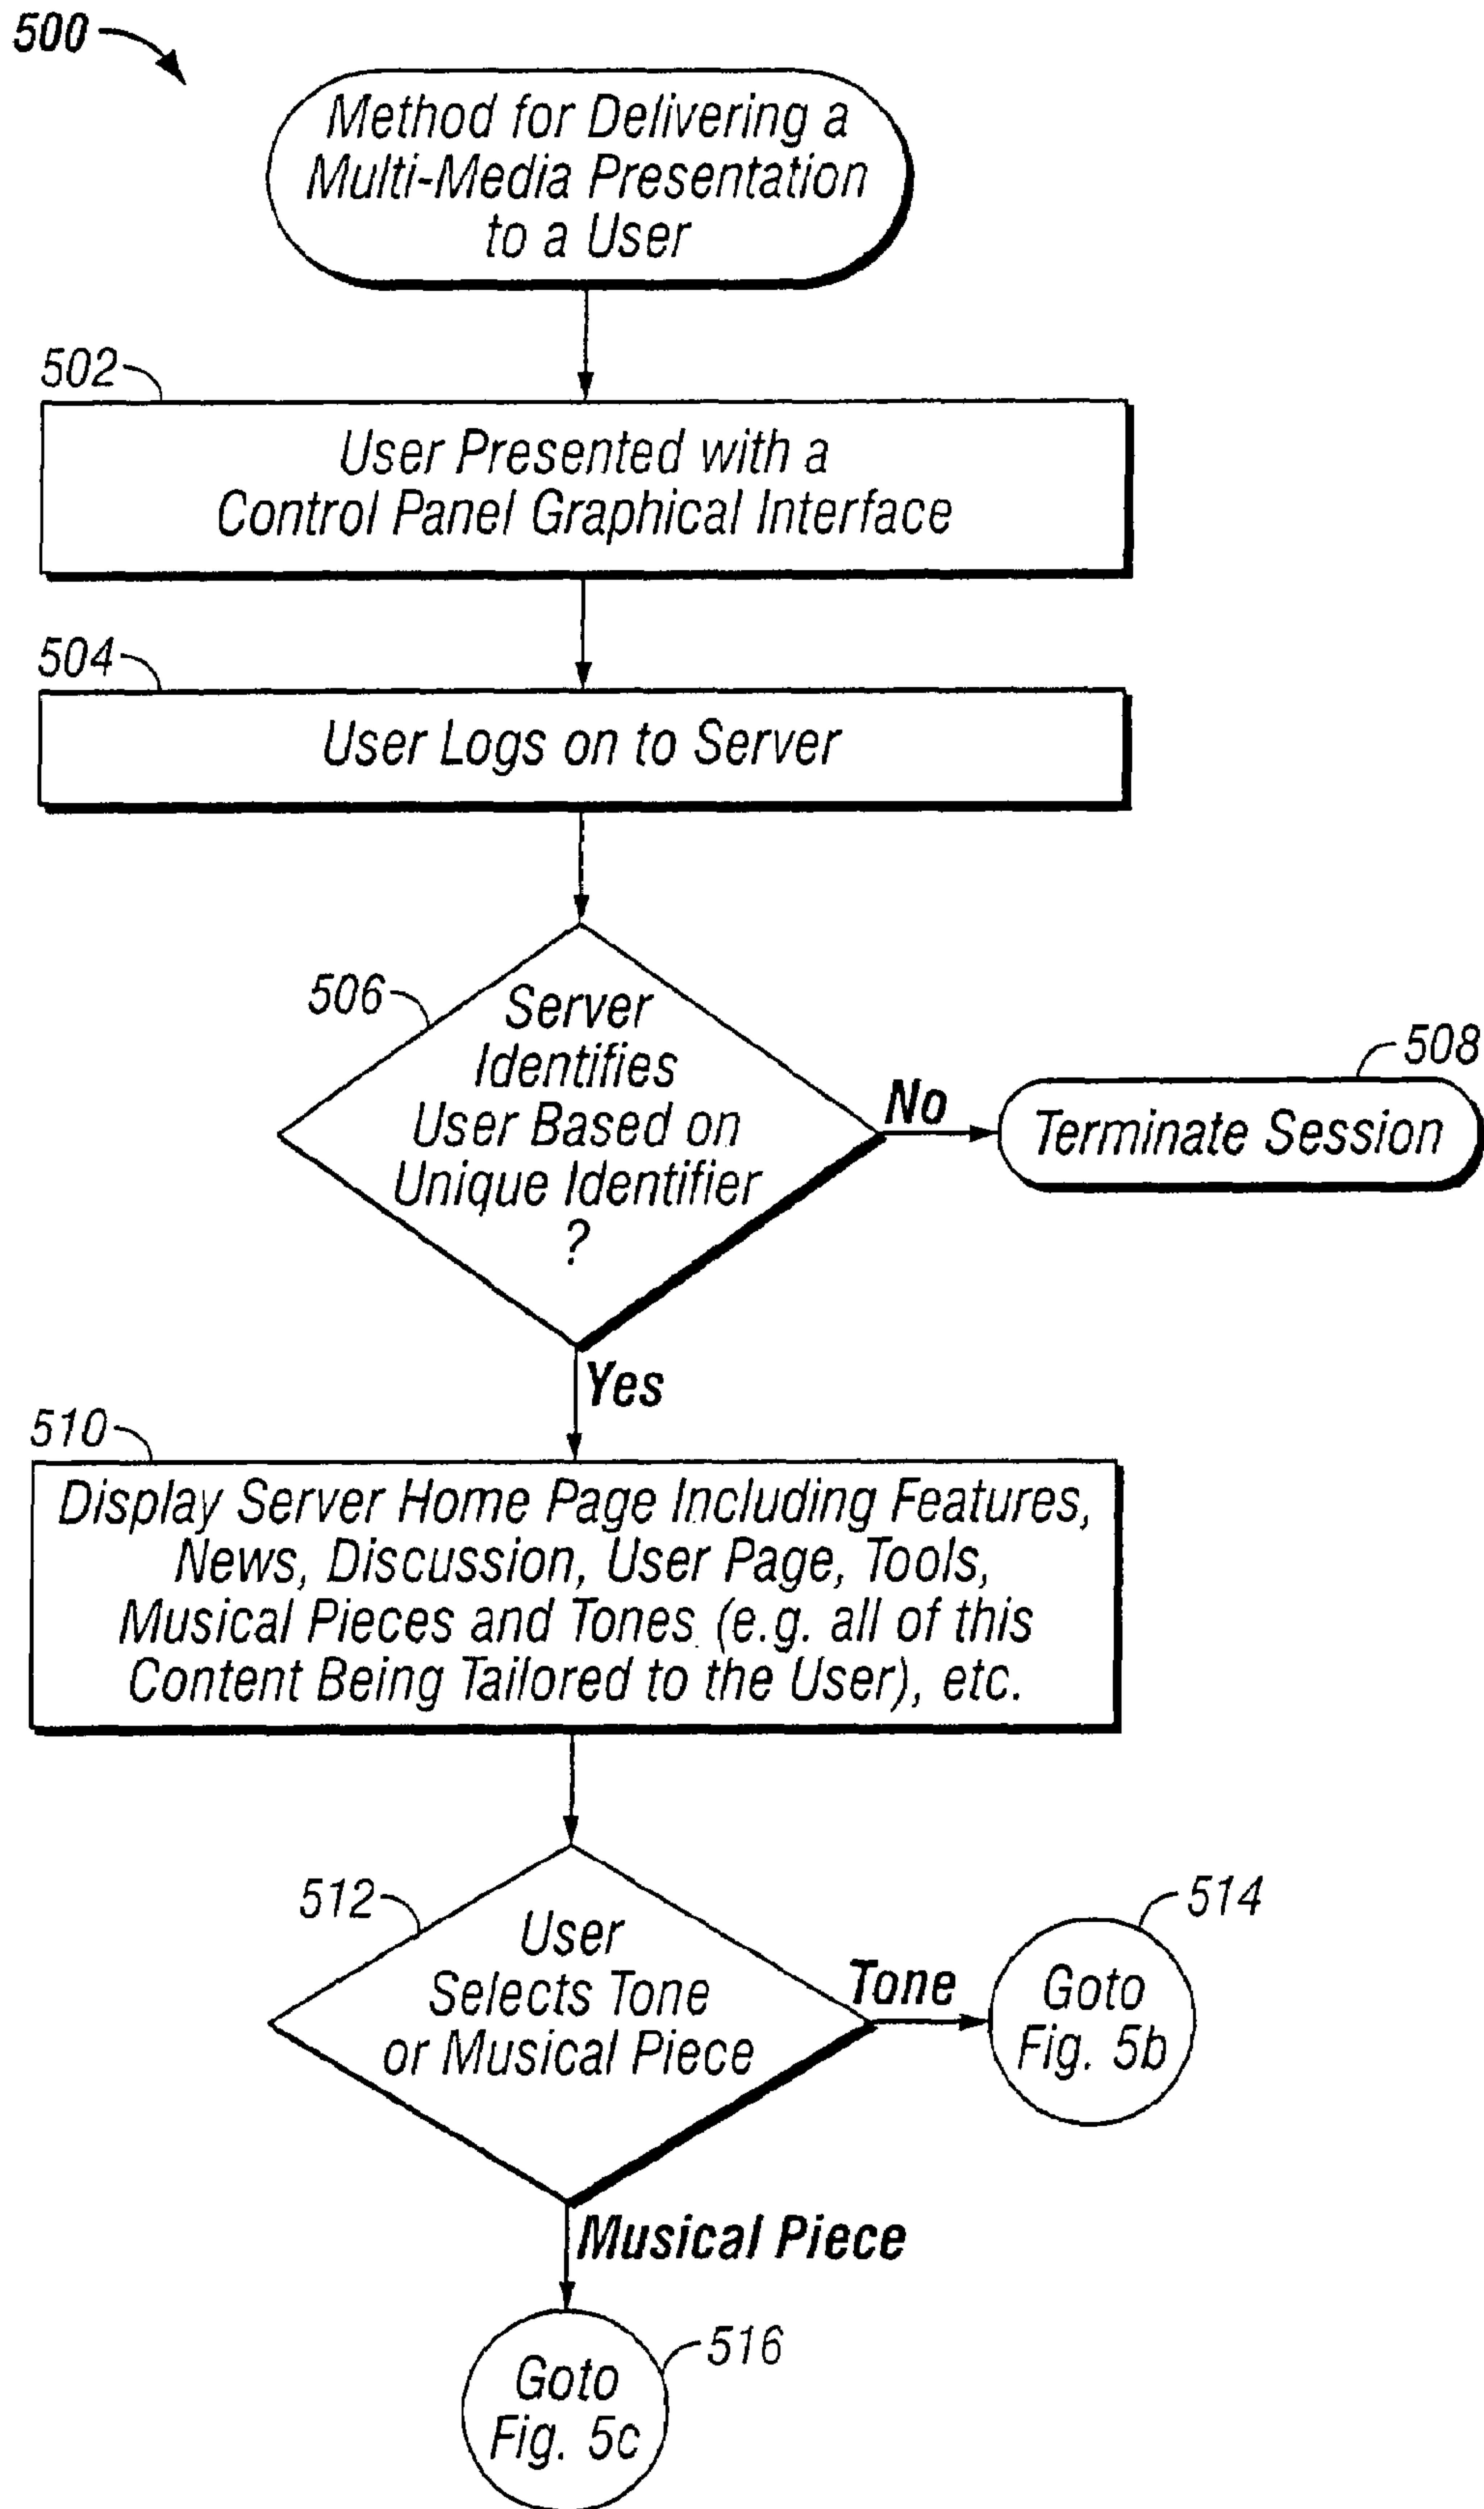 500
Method for Delivering a
Multi-Media Presentation
to a User
502
User Presented with a
Control Panel Graphical Interface
504
User Logs on to Server
506
Server
Identifies
User Based on
Unique Identifier
?
No
508
Terminate Session
Yes
510
Display Server Home Page Including Features,
News, Discussion, User Page, Tools,
Musical Pieces and Tones (e.g. all of this
Content Being Tailored to the User), etc.
512
User
Selects Tone
or Musical Piece
Tone
514
Goto
Fig. 5b
Musical Piece
516
Goto
Fig. 5c